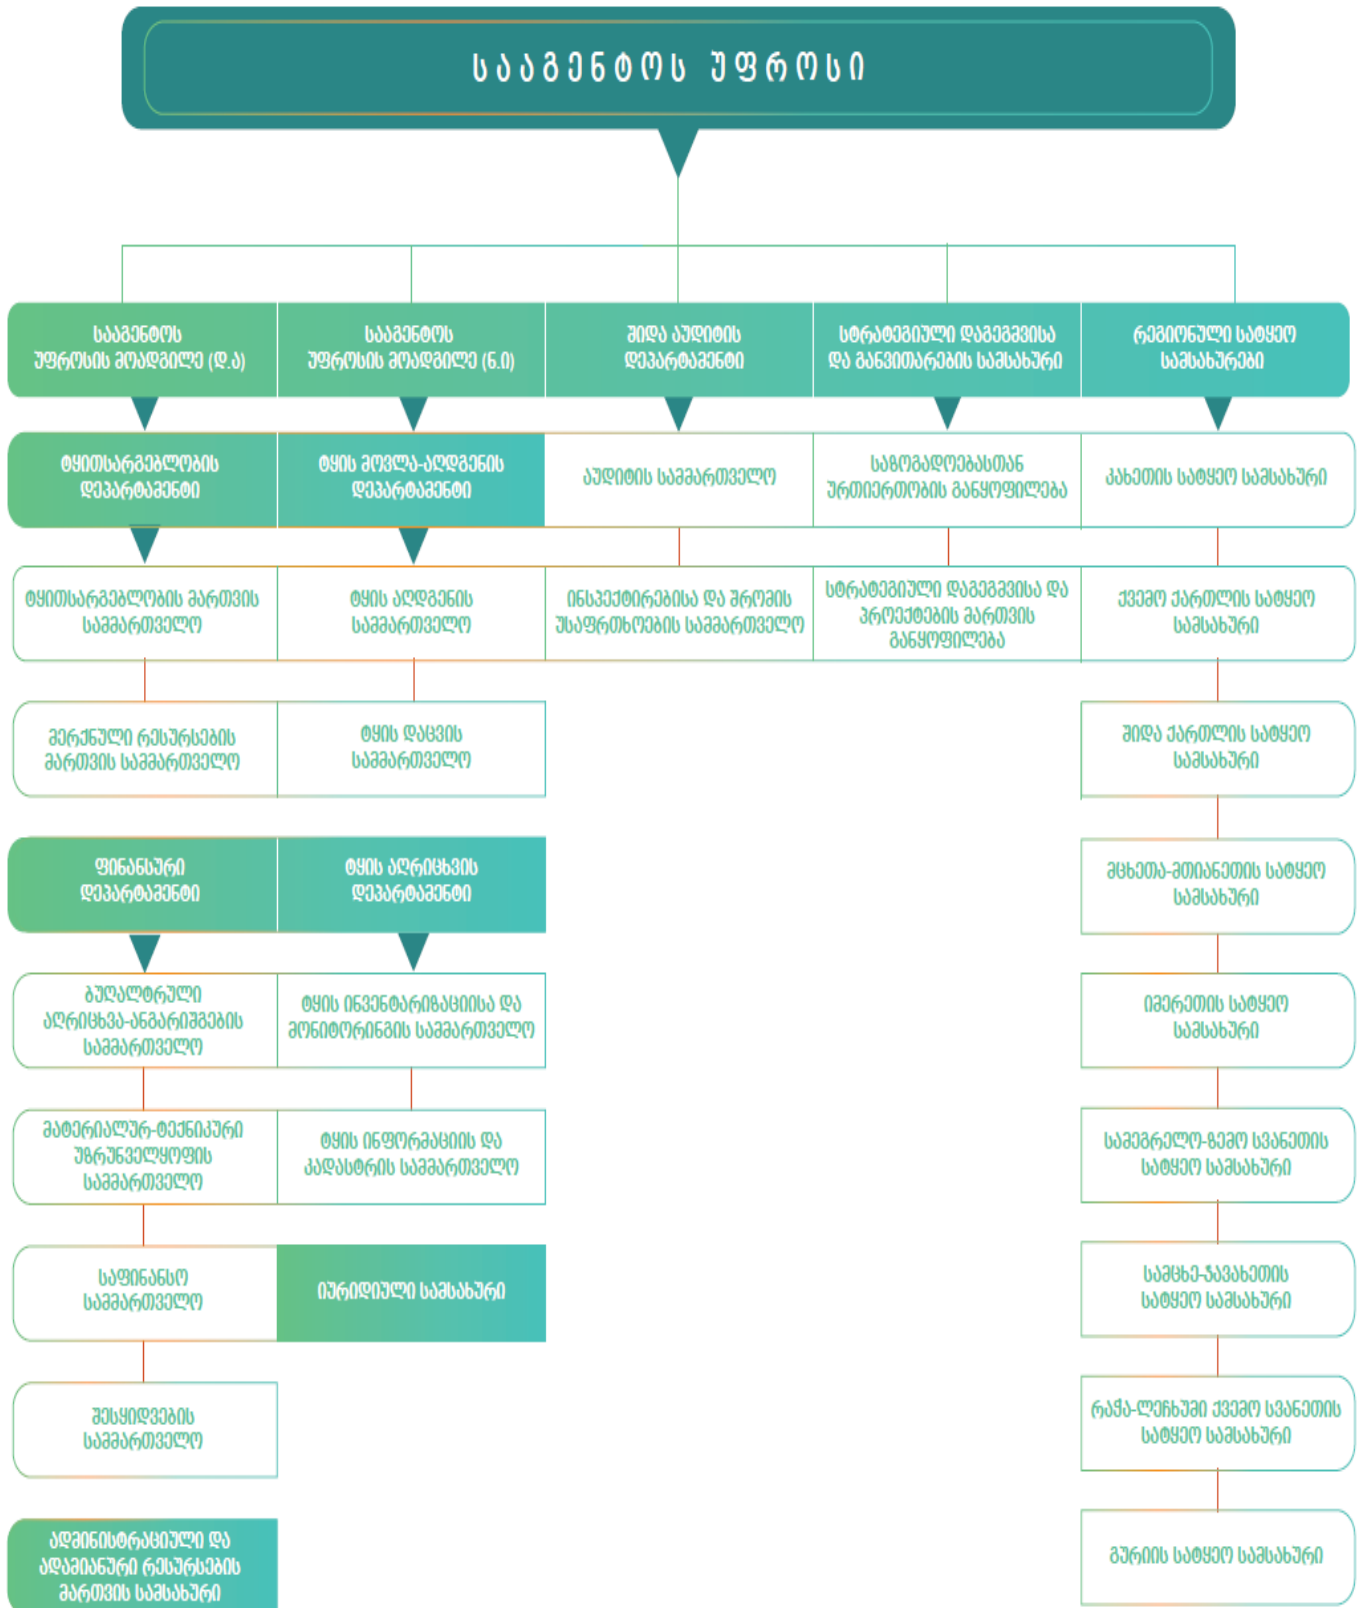 სააგენტოს უფროსი
სააგენტოს
უფროსის მოადგილე (დ.ა)
სააგენტოს
უფროსის მოადგილე (ნ.ი)
შიდა აუდიტის
დეპარტამენტი
სტრატეგიული დაგეგმვისა
და განვითარების სამსახური
რეგიონული სატყეო
სამსახურები
ტყითსარგებლობის
დეპარტამენტი
ტყის მოვლა-აღდგენის
დეპარტამენტი
აუდიტის სამმართველო
საზოგადოებასთან
ურთიერთობის განყოფილება
კახეთის სატყეო სამსახური
ტყითსარგებლობის მართვის
სამმართველო
ტყის აღდგენის
სამმართველო
ინსპექტირებისა და შრომის
უსაფრთხოების სამმართველო
სტრატეგიული დაგეგმვისა და
პროექტების მართვის
განყოფილება
ქვემო ქართლის სატყეო
სამსახური
მერქნული რესურსების
მართვის სამმართველო
ტყის დაცვის
სამმართველო
შიდა ქართლის სატყეო
სამსახური
ფინანსური
დეპარტამენტი
ტყის აღრიცხვის
დეპარტამენტი
მცხეთა-მთიანეთის სატყეო
სამსახური
ბუღალტრული
აღრიცხვა-ანგარიშგების
სამმართველო
ტყის ინვენტარიზაციისა და
მონიტორინგის სამმართველო
იმერეთის სატყეო
სამსახური
მატერიალურ-ტექნიკური
უზრუნველყოფის
სამმართველო
ტყის ინფორმაციის და
კადასტრის სამმართველო
სამეგრელო-ზემო სვანეთის
სატყეო სამსახური
საფინანსო
სამმართველო
იურიდიული სამსახური
სამცხე-ჯავახეთის
სატყეო სამსახური
შესყიდვების
სამმართველო
რაჭა-ლეჩხუმი ქვემო სვანეთის
სატყეო სამსახური
ადმინისტრაციული და
ადამიანური რესურსების
მართვის სამსახური
გურიის სატყეო სამსახური